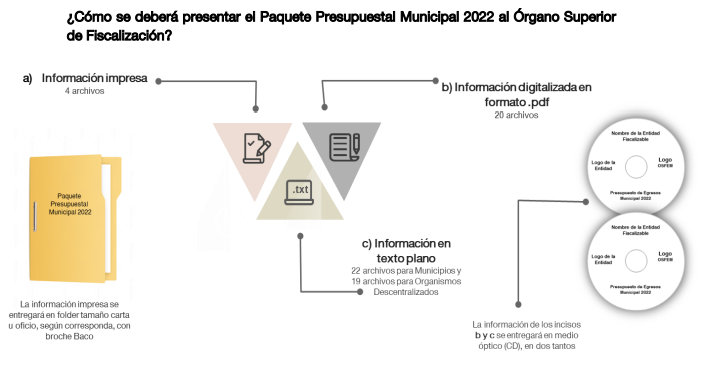 ¿Cómo se deberá presentar el Paquete Presupuestal Municipal 2022 al Órgano Superior
de Fiscalización?
a) Información impresa
4 archivos
b) Información digitalizada en
formato .pdf
20 archivos
.txt
Paquete
Presupuestal
Municipal 2022
c) Información en
texto plano
22 archivos para Municipios y
19 archivos para Organismos
Descentralizados
Nombre de la Entidad
Fiscalizable
Logo de la
Entidad
Logo
OSFEM
Presupuesto de Egresos
Municipal 2022
Nombre de la Entidad
Fiscalizable
Logo de la
Entidad
Logo
OSFEM
Presupuesto de Egresos
Municipal 2022
La información impresa se
entregará en folder tamaño carta
u oficio, según corresponda, con
broche Baco
La información de los incisos
b y c se entregará en medio
óptico (CD), en dos tantos